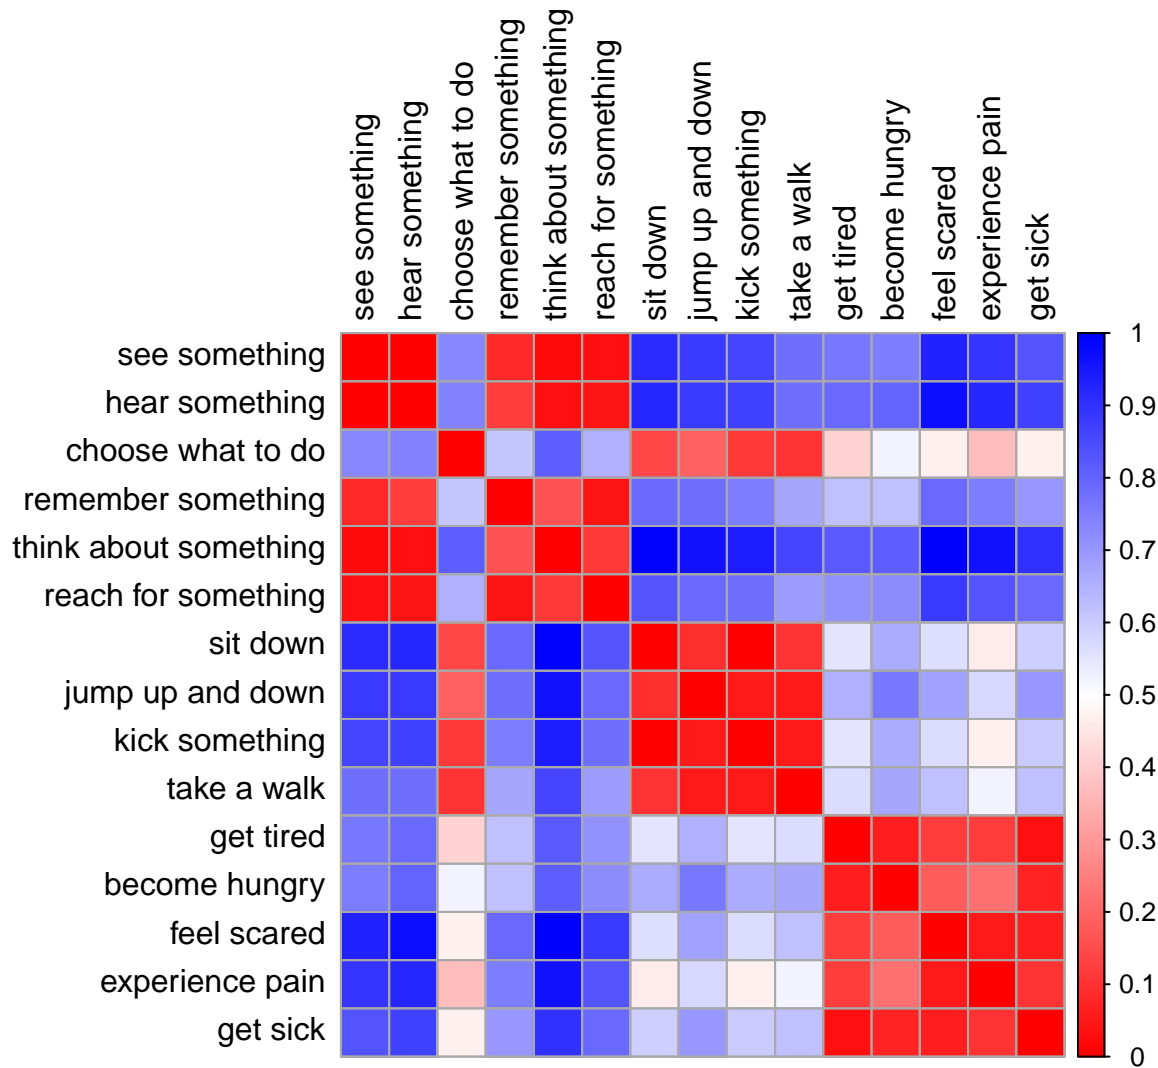 see something
hear something
choose what to do
remember something
think about something
reach for something
sit down
jump up and down
kick something
take a walk
get tired
become hungry
feel scared
experience pain
get sick
see something
hear something
choose what to do
remember something
think about something
reach for something
sit down
jump up and down
kick something
take a walk
get tired
become hungry
feel scared
experience pain
get sick
1
0.9
0.8
0.7
0.6
0.5
0.4
0.3
0.2
0.1
0